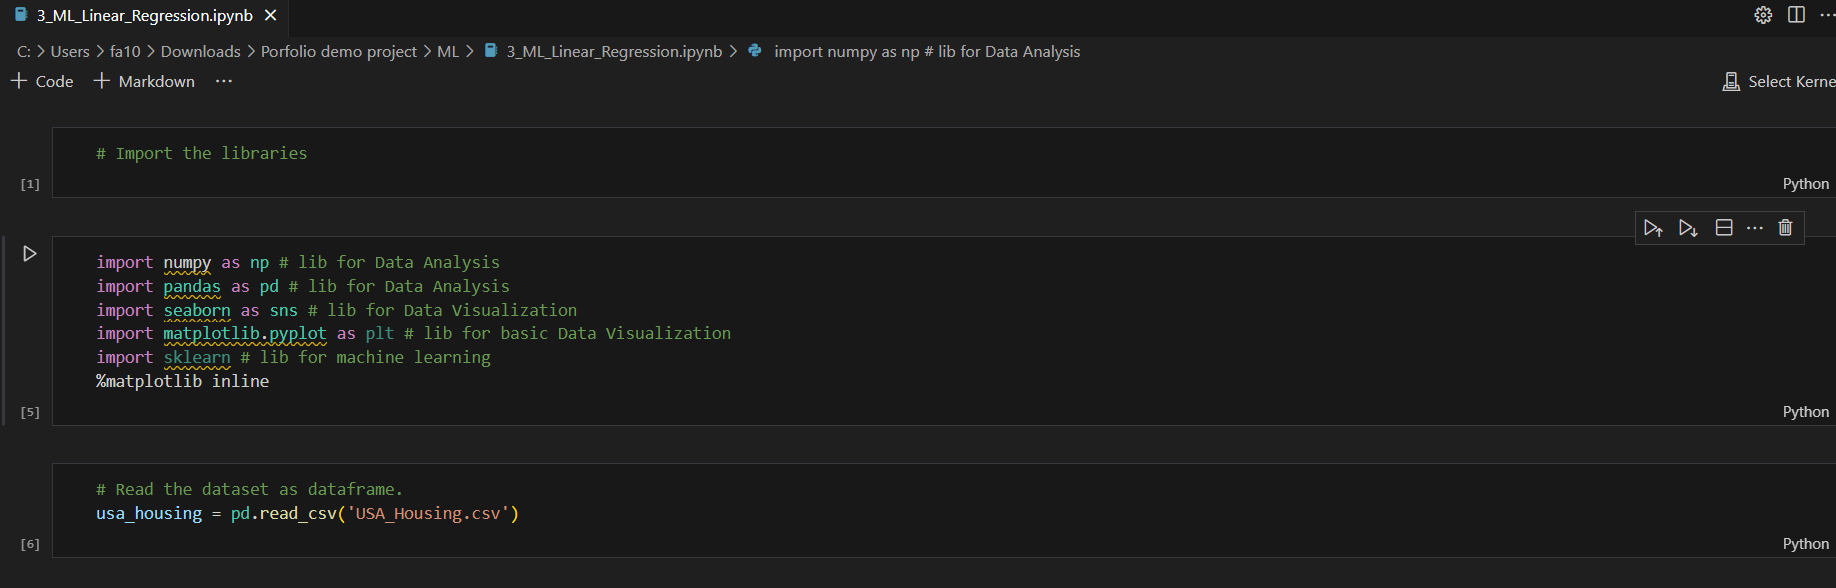 3_ML_Linear_Regression.ipynb
C: > Users > fa10 > Downloads > Porfolio demo project > ML > 3_ML_Linear_Regression.ipynb > import numpy as np # lib for Data Analysis
+ Code + Markdown ··· Select Kerne
# Import the libraries
[1] Python
import numpy as np # lib for Data Analysis
import pandas as pd # lib for Data Analysis
import seaborn as sns # lib for Data Visualization
import matplotlib.pyplot as plt # lib for basic Data Visualization
import sklearn # lib for machine learning
%matplotlib inline
[5] Python
# Read the dataset as dataframe.
usa_housing = pd.read_csv('USA_Housing.csv')
[6] Python